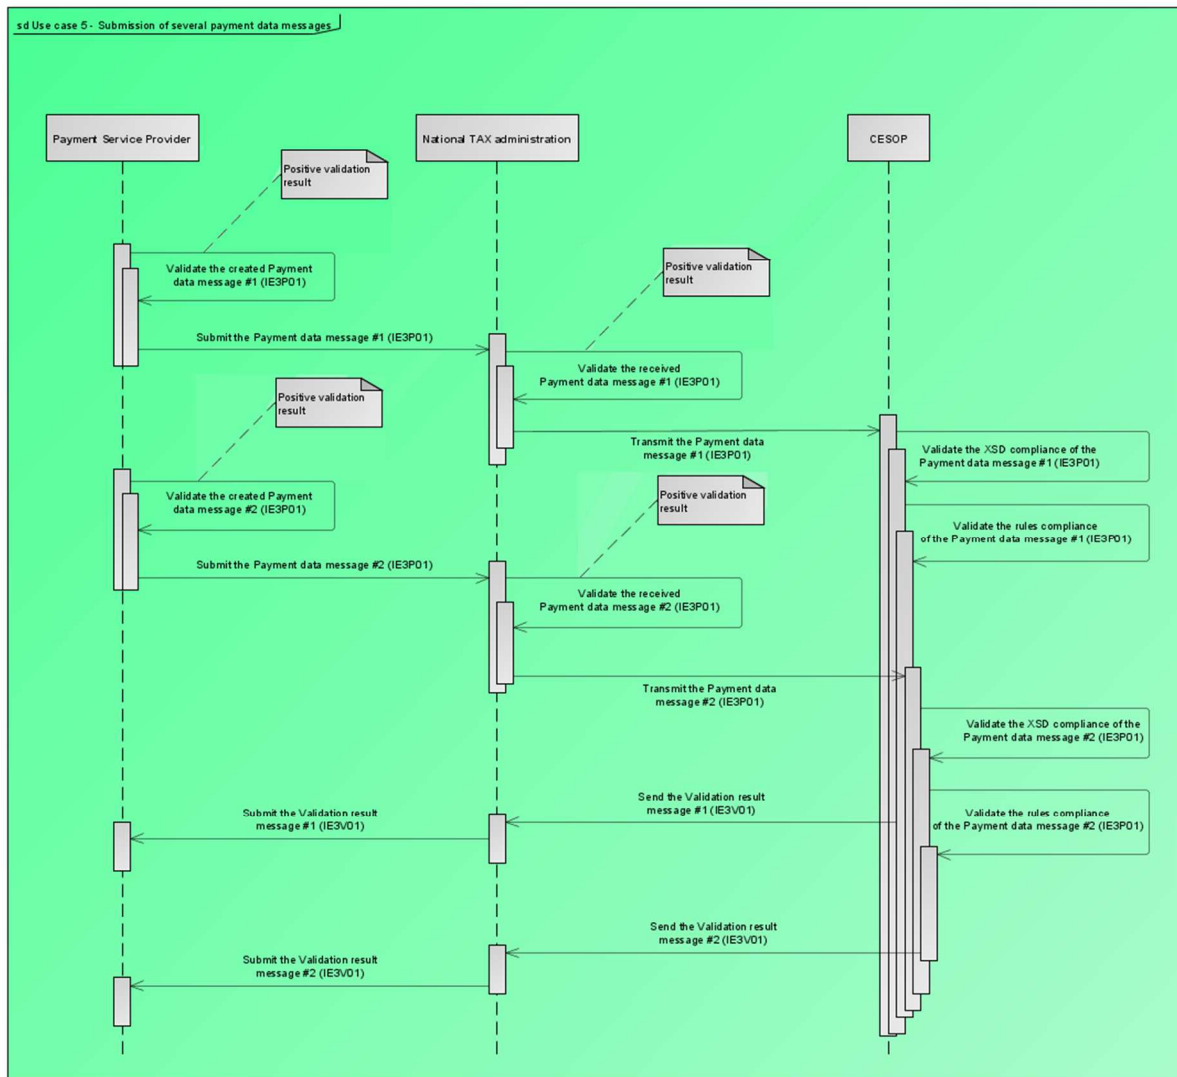 sd Use case 5 - Submission of several payment data messages
Payment Service Provider
National TAX administration
CESOP
Positive validation
result
Validate the created Payment
data message #1 (IE3P01)
Positive validation
result
Submit the Payment data message #1 (IE3P01)
Validate the received
Payment data message #1 (IE3P01)
Positive validation
result
Transmit the Payment data
message #1 (IE3P01)
Validate the XSD compliance of the
Payment data message #1 (IE3P01)
Validate the created Payment
data message #2 (IE3P01)
Positive validation
result
Validate the rules compliance
of the Payment data message #1 (IE3P01)
Submit the Payment data message #2 (IE3P01)
Validate the received
Payment data message #2 (IE3P01)
Transmit the Payment data
message #2 (IE3P01)
Validate the XSD compliance of the
Payment data message #2 (IE3P01)
Send the Validation result
message #1 (IE3V01)
Submit the Validation result
message #1 (IE3V01)
Validate the rules compliance
of the Payment data message #2 (IE3P01)
Send the Validation result
message #2 (IE3V01)
Submit the Validation result
message #2 (IE3V01)